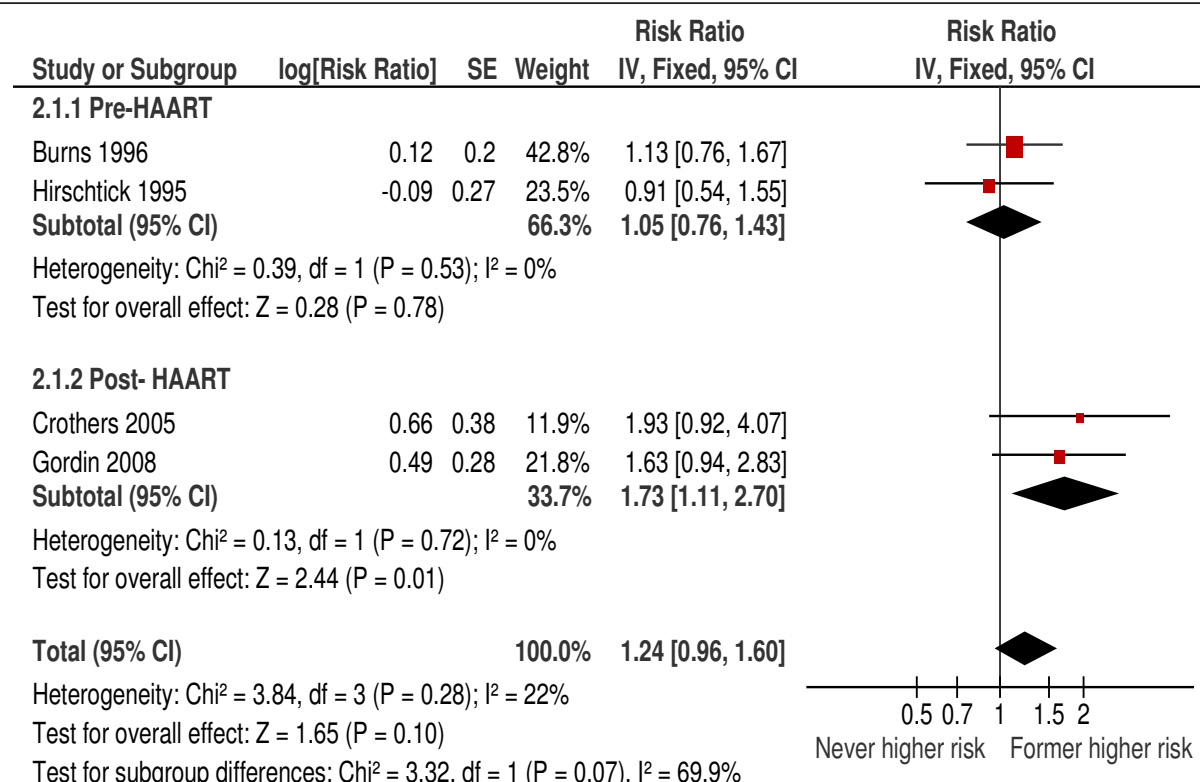 Risk Ratio Risk Ratio
Study or Subgroup log[Risk Ratio] SE Weight IV, Fixed, 95% CI IV, Fixed, 95% CI
2.1.1 Pre-HAART
Burns 1996 0.12 0.2 42.8% 1.13 [0.76, 1.67]
Hirschtick 1995 -0.09 0.27 23.5% 0.91 [0.54, 1.55]
Subtotal (95% CI) 66.3% 1.05 [0.76, 1.43]
Heterogeneity: Chi² = 0.39, df = 1 (P = 0.53); I² = 0%
Test for overall effect: Z = 0.28 (P = 0.78)
2.1.2 Post- HAART
Crothers 2005 0.66 0.38 11.9% 1.93 [0.92, 4.07]
Gordin 2008 0.49 0.28 21.8% 1.63 [0.94, 2.83]
Subtotal (95% CI) 33.7% 1.73 [1.11, 2.70]
Heterogeneity: Chi² = 0.13, df = 1 (P = 0.72); I² = 0%
Test for overall effect: Z = 2.44 (P = 0.01)
Total (95% CI) 100.0% 1.24 [0.96, 1.60]
Heterogeneity: Chi² = 3.84, df = 3 (P = 0.28); I² = 22%
Test for overall effect: Z = 1.65 (P = 0.10)
Test for subgroup differences: Chi² = 3.32, df = 1 (P = 0.07), I² = 69.9%
0.5 0.7 1 1.5 2
Never higher risk Former higher risk